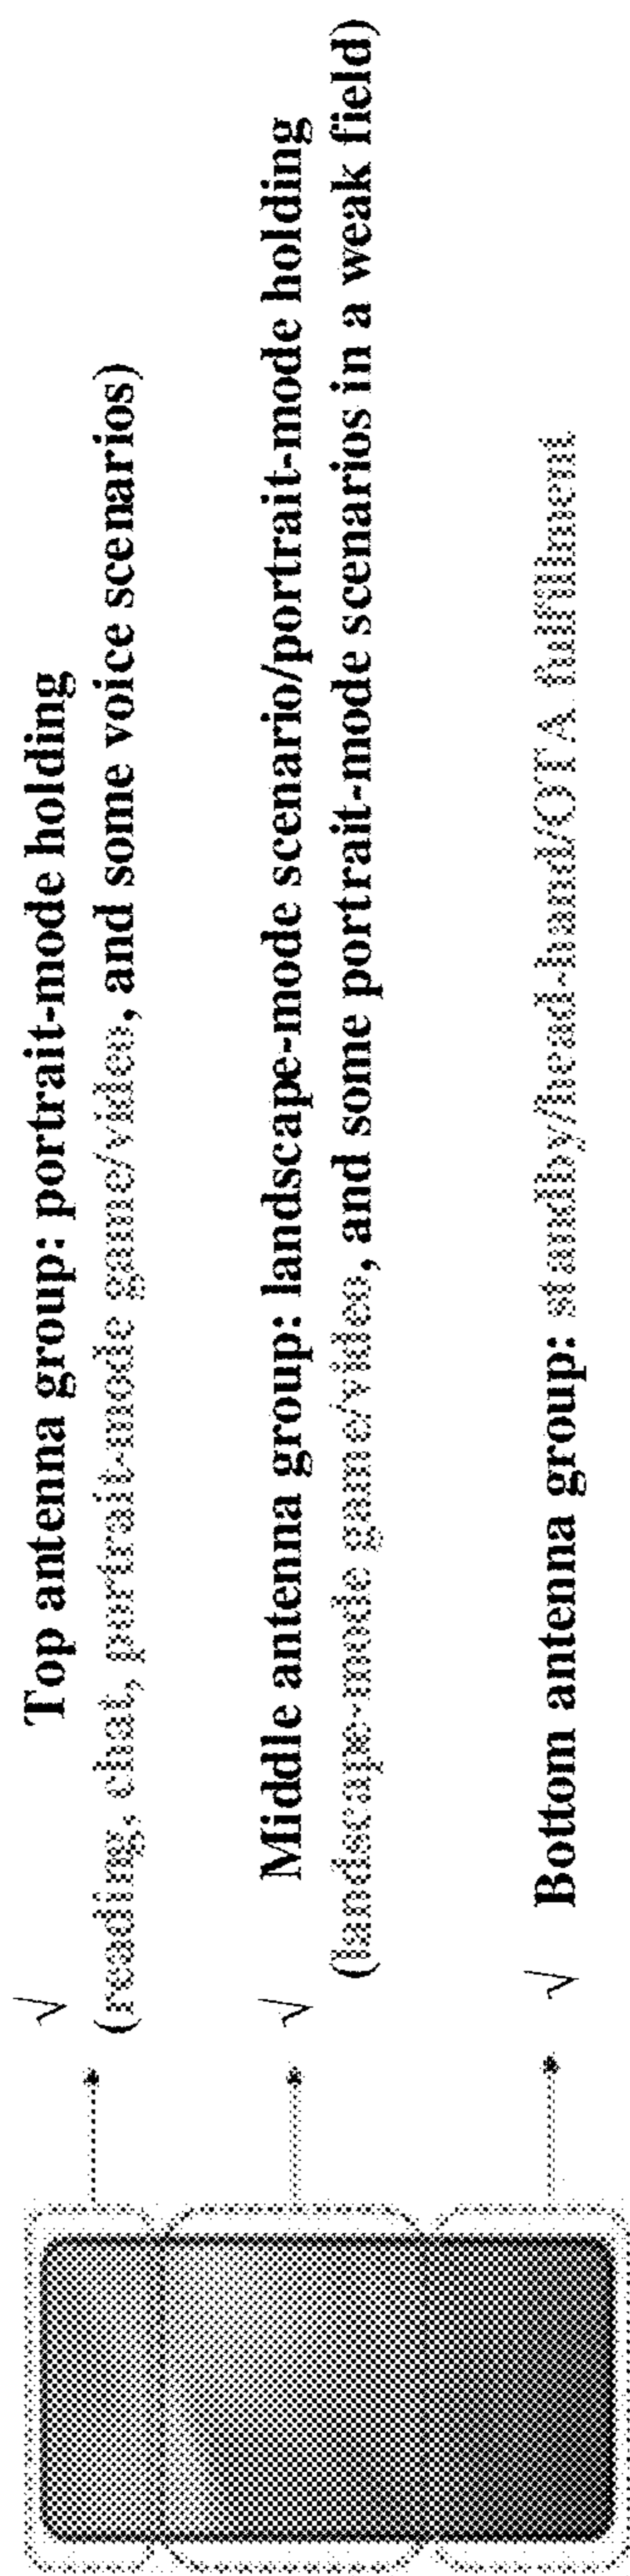 √ Top antenna group: portrait-mode holding
(reading, chat, portrait-mode game/video, and some voice scenarios)
√ Middle antenna group: landscape-mode scenario/portrait-mode holding
(landscape-mode game/video, and some portrait-mode scenarios in a weak field)
√ Bottom antenna group: standby/head-hand/OTA fulfillment